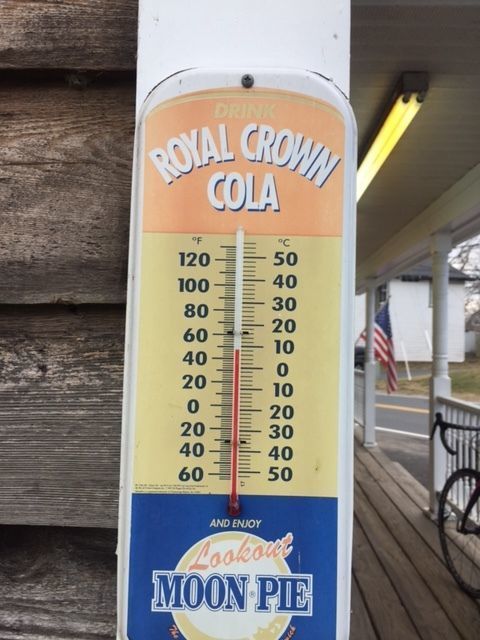 DRINK
ROYAL CROWN
COLA
°F °C
120 50
100 40
80 30
60 20
40 10
20 0
0 10
20 20
40 30
60 40
50
AND ENJOY
Lookout
MOON PIE